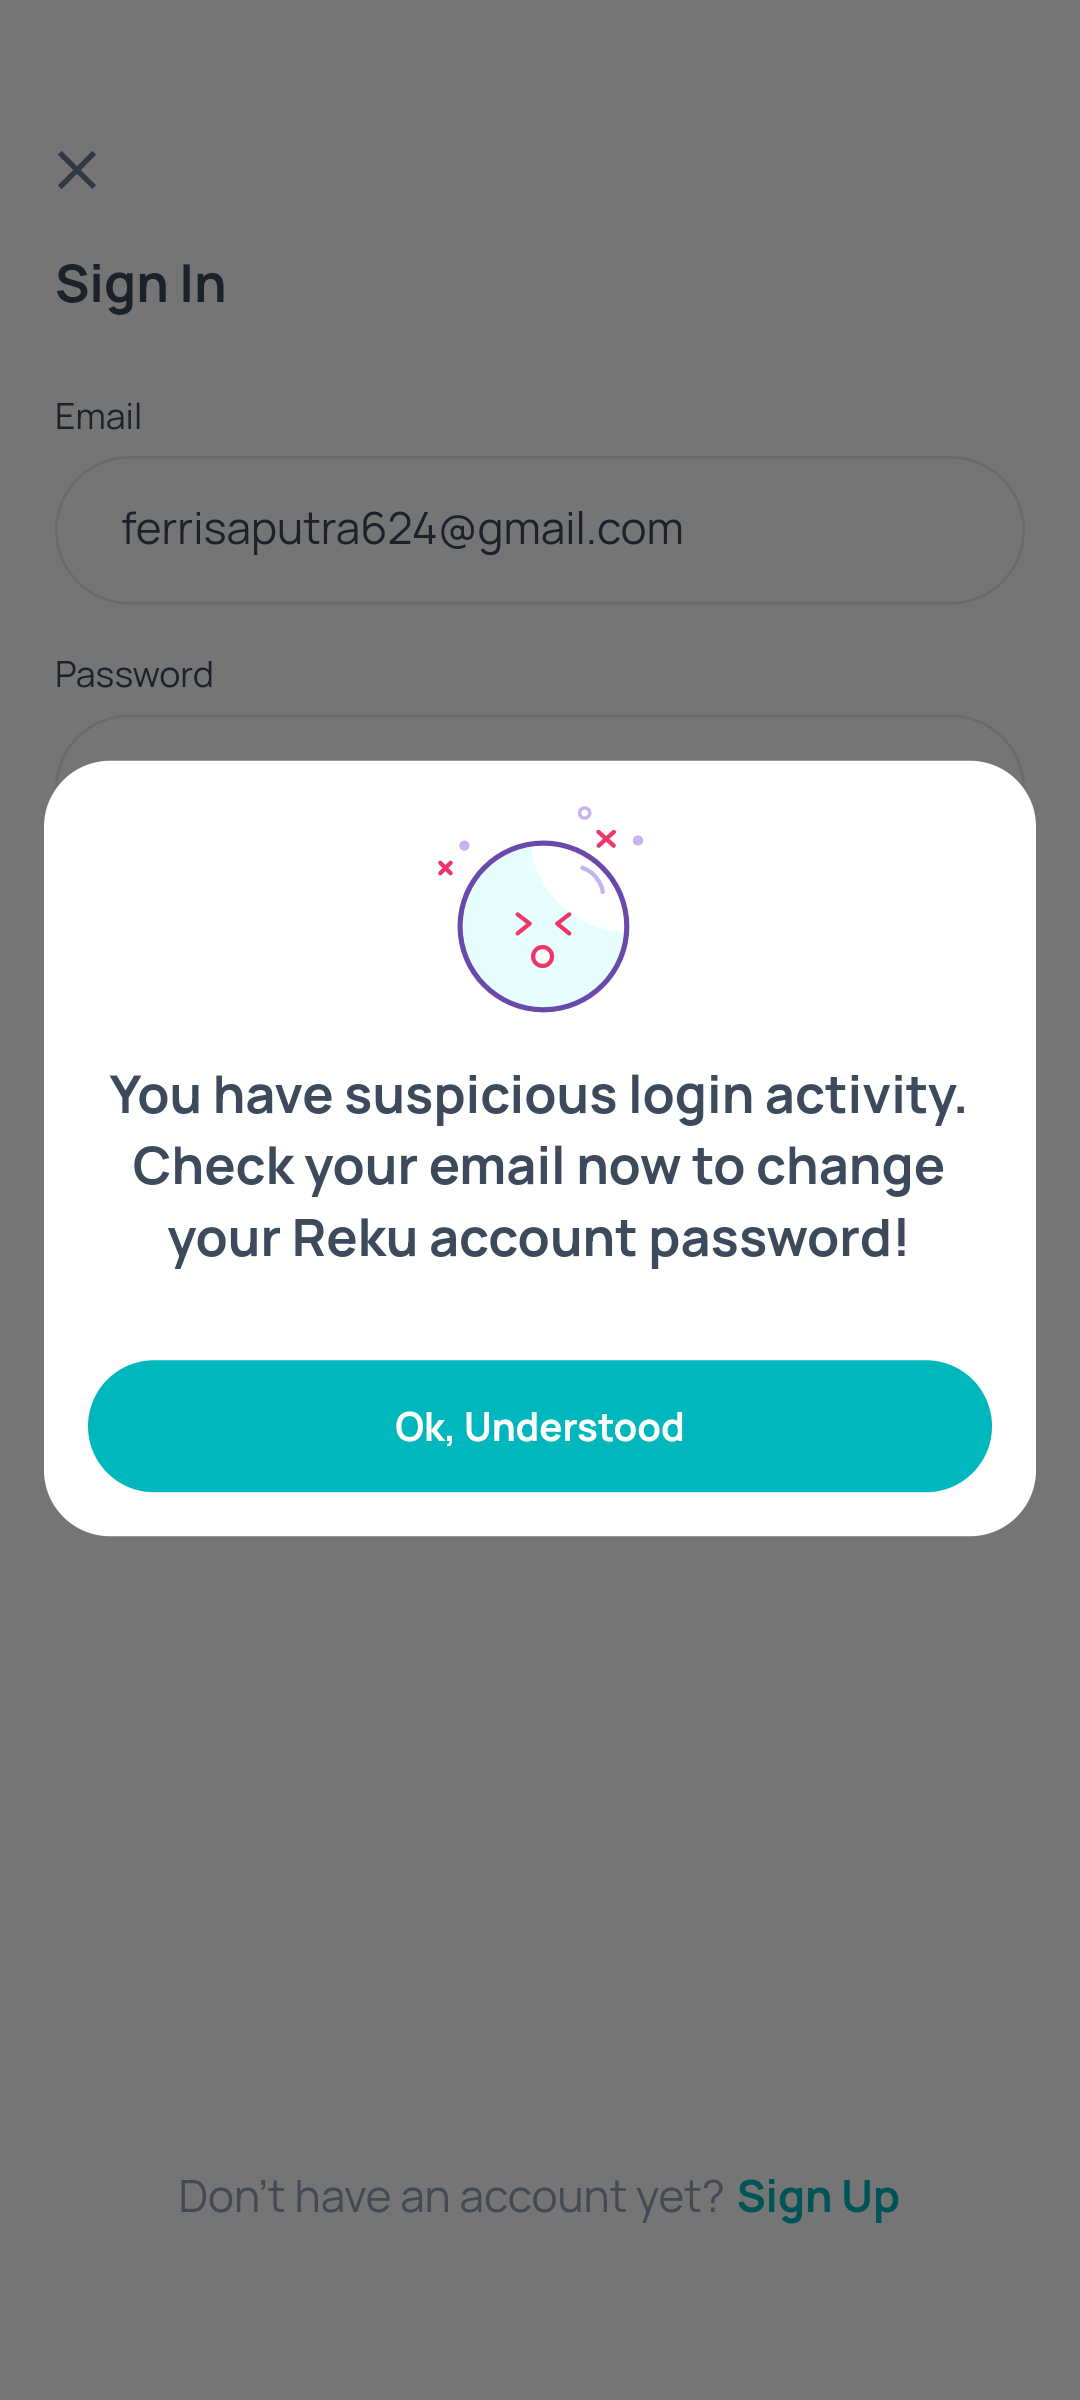 Sign In
Email
ferrisaputra624@gmail.com
Password
You have suspicious login activity.
Check your email now to change
your Reku account password!
Ok, Understood
Don't have an account yet? Sign Up